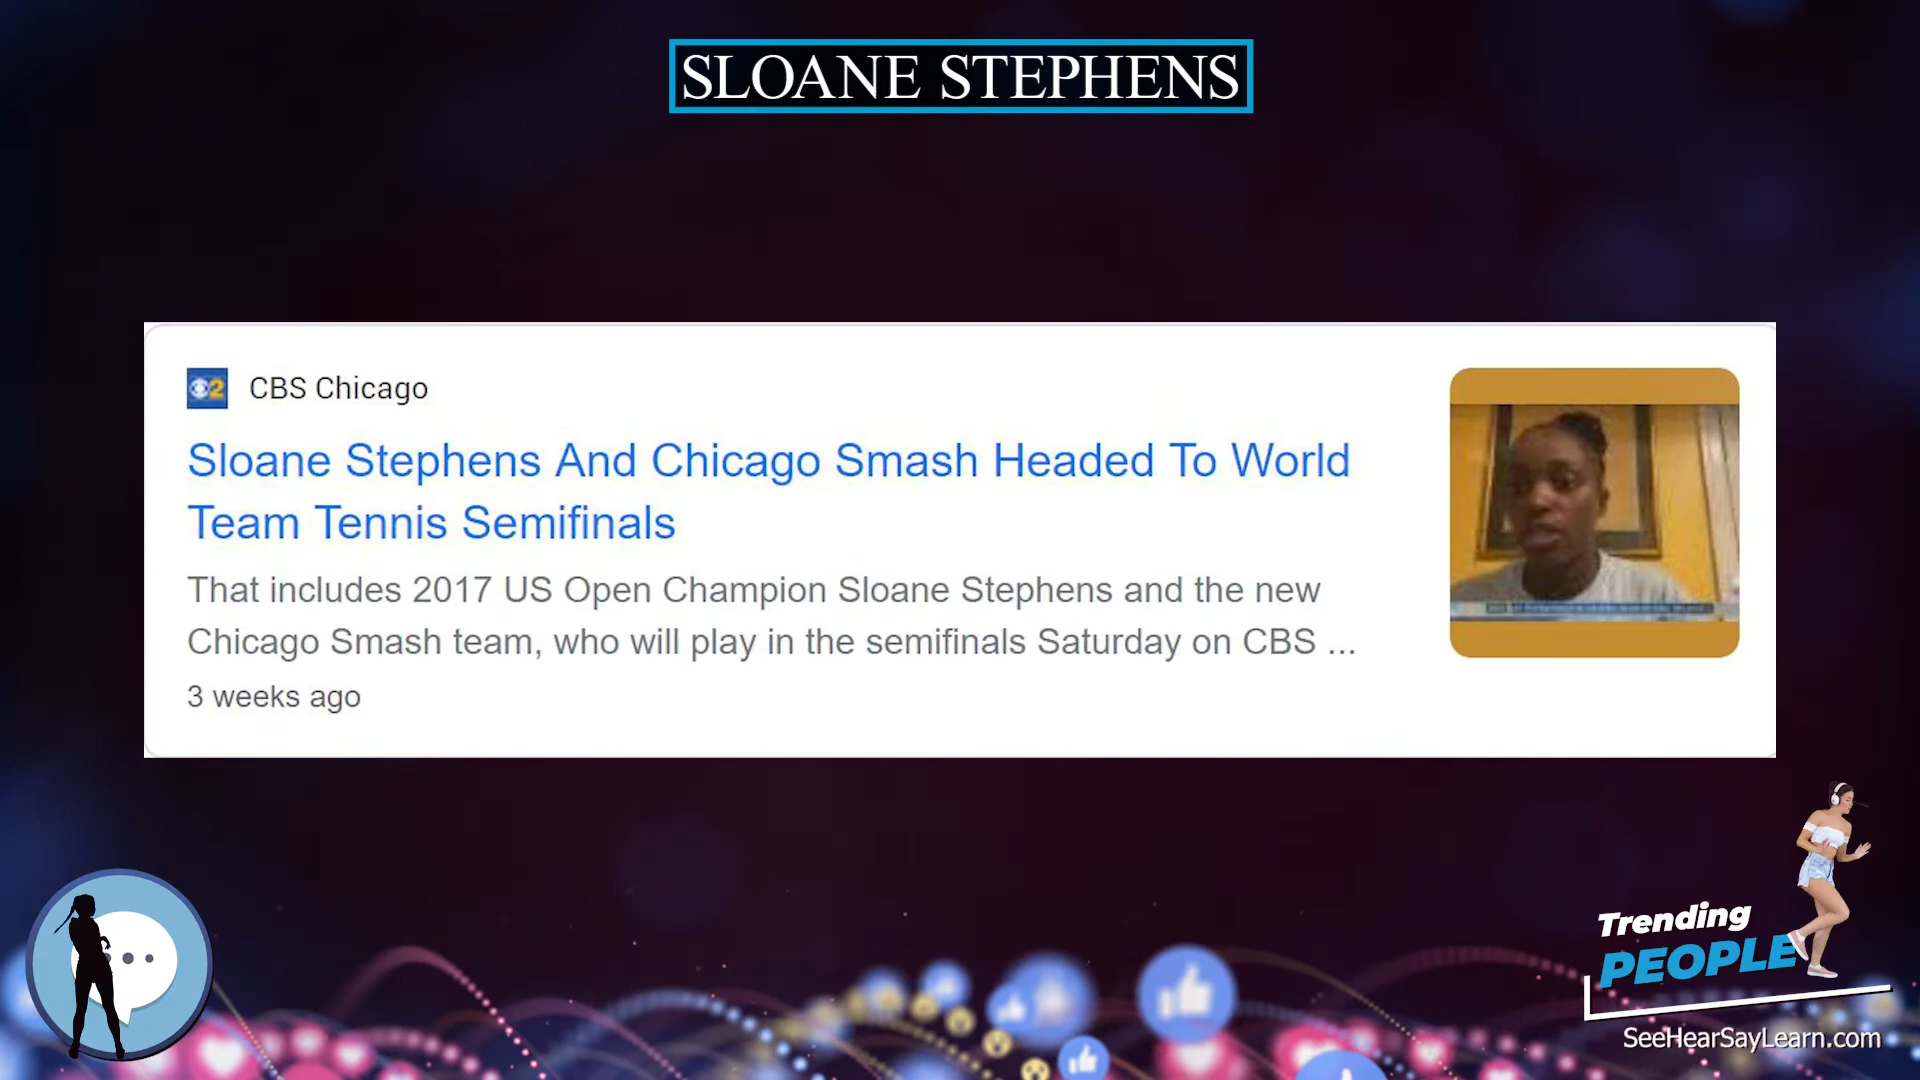 SLOANE STEPHENS
CBS Chicago
Sloane Stephens And Chicago Smash Headed To World
Team Tennis Semifinals
That includes 2017 US Open Champion Sloane Stephens and the new
Chicago Smash team, who will play in the semifinals Saturday on CBS ...
3 weeks ago
Trending
PEOPLE
SeeHearSayLearn.com